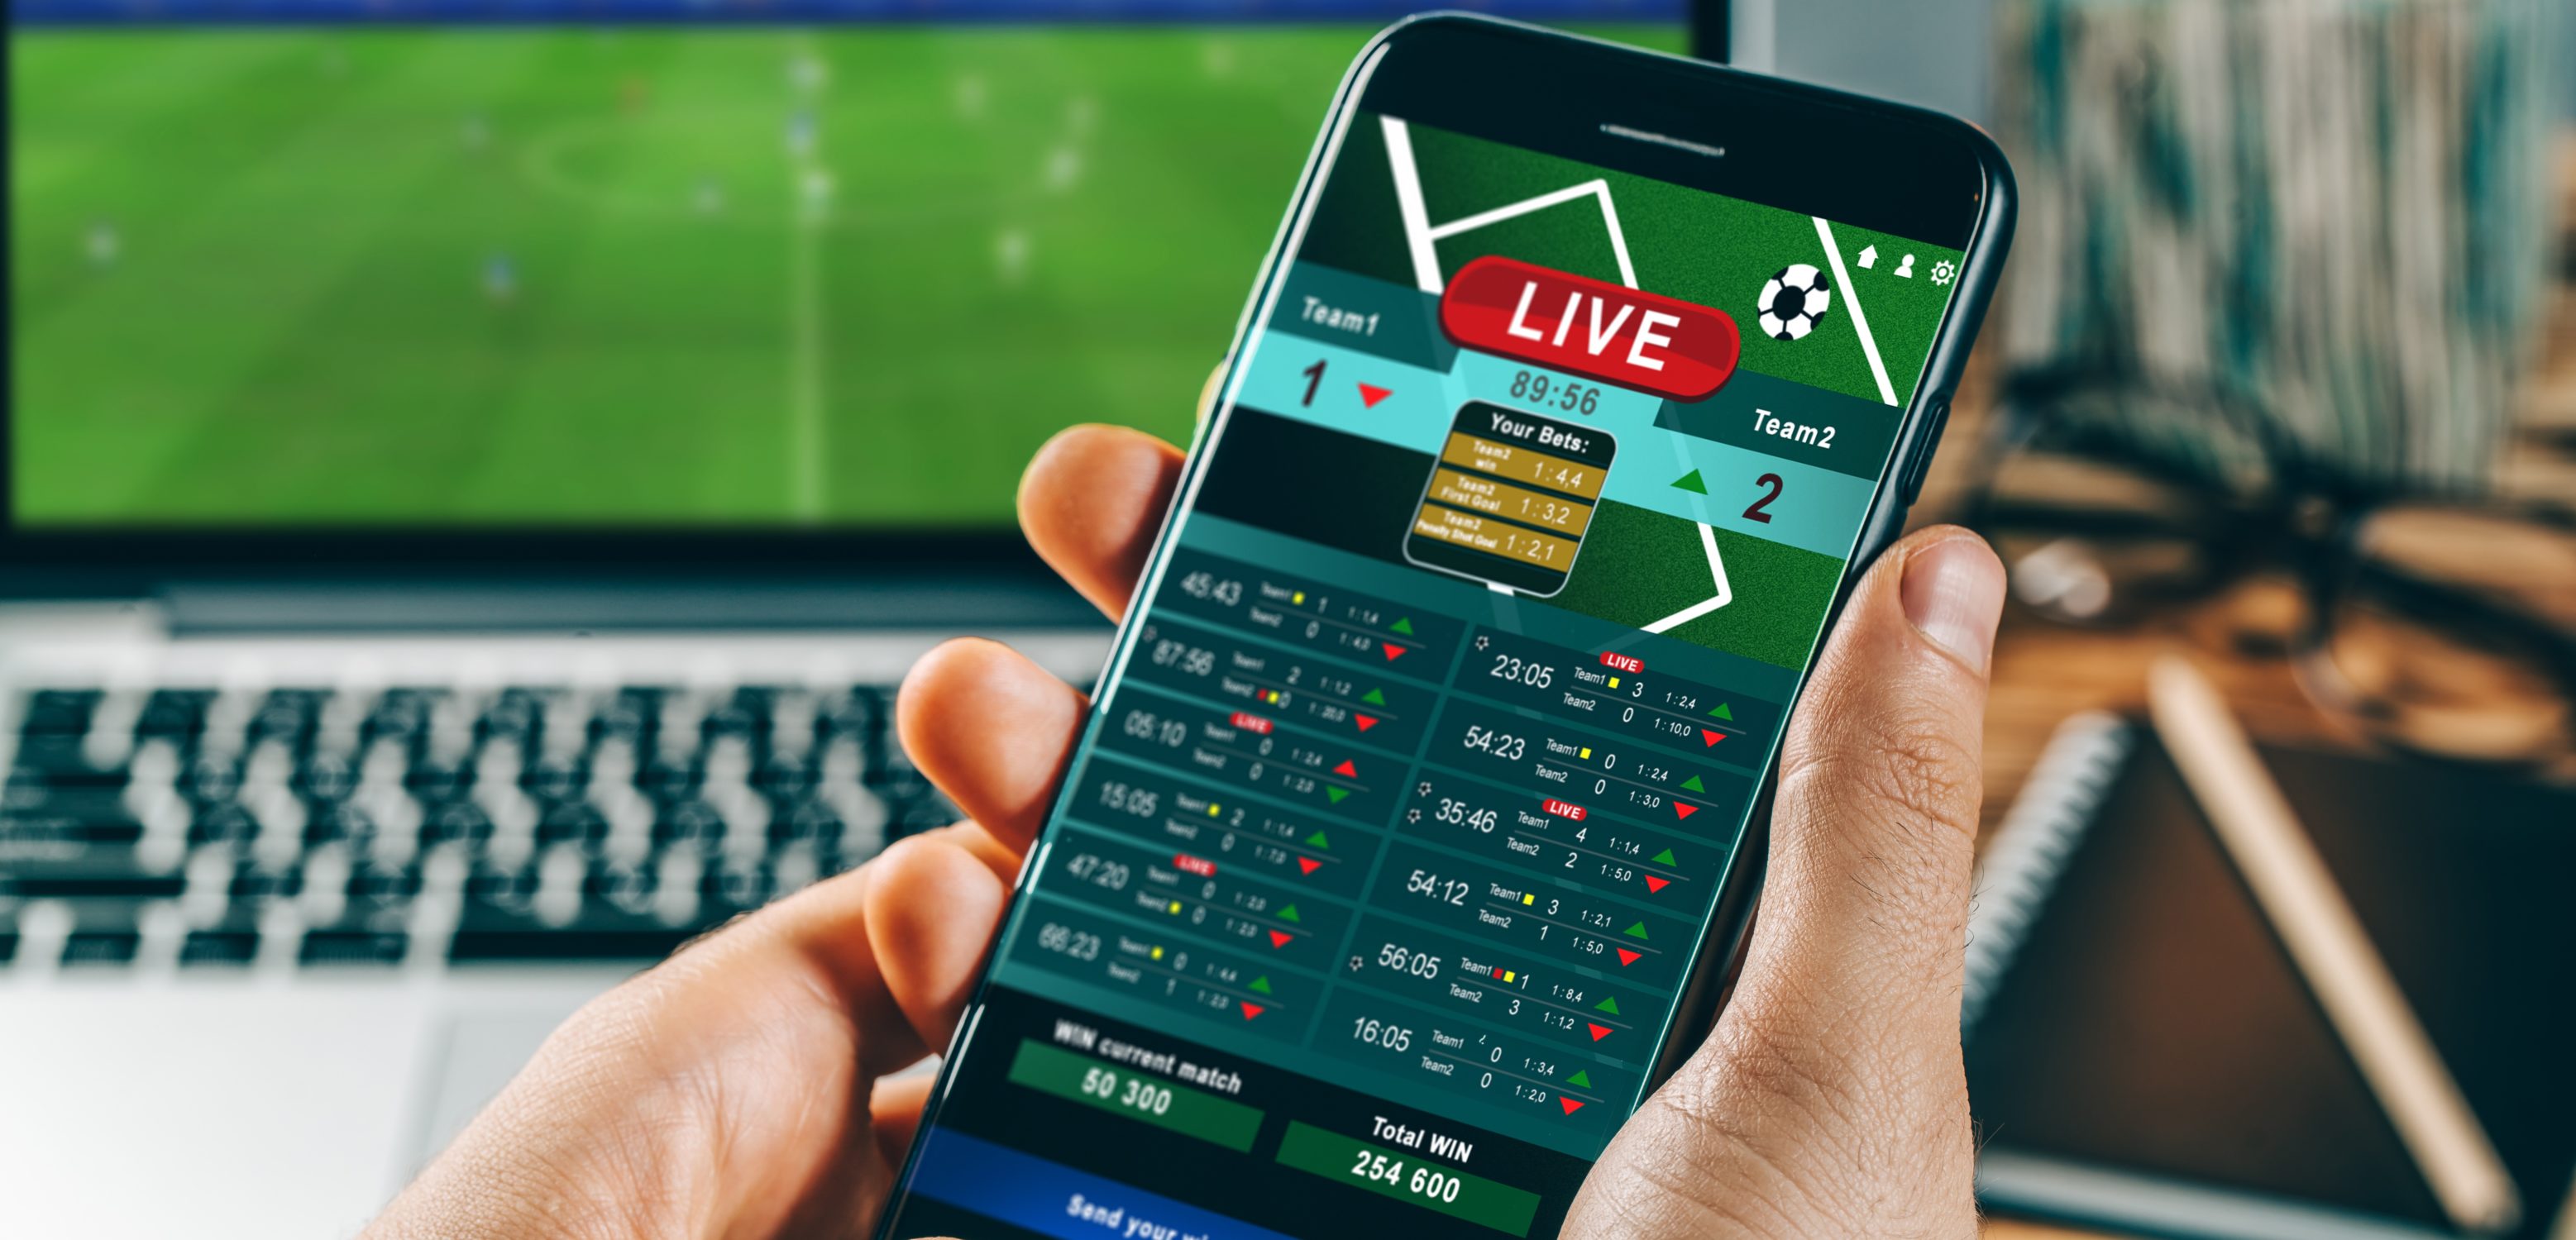 LIVE
Team1
89:56
Team2
1
2
Your Bets:
Team2
win 1 : 4,4
Team2
First Goal 1 : 3,2
Team2
Penalty Shot Goal 1 : 2,1
45:43 Team1 1 1 : 1,4
Team2 0 1 : 4,0
87:56 Team1 2 1 : 1,2
Team2 0 1 : 20,0
LIVE
05:10 Team1 0 1 : 2,4
Team2 0 1 : 2,0
15:05 Team1 2 1 : 1,4
Team2 0 1 : 7,0
LIVE
47:20 Team1 0 1 : 2,0
Team2 0 1 : 2,0
66:23 Team1 0 1 : 4,4
Team2 1 1 : 2,0
LIVE
23:05 Team1 3 1 : 2,4
Team2 0 1 : 10,0
54:23 Team1 0 1 : 2,4
Team2 0 1 : 3,0
LIVE
35:46 Team1 4 1 : 1,4
Team2 2 1 : 5,0
54:12 Team1 3 1 : 2,1
Team2 1 1 : 5,0
56:05 Team1 1 1 : 8,4
Team2 3 1 : 1,2
16:05 Team1 0 1 : 3,4
Team2 0 1 : 2,0
WIN current match
50 300
Total WIN
254 600
Send your